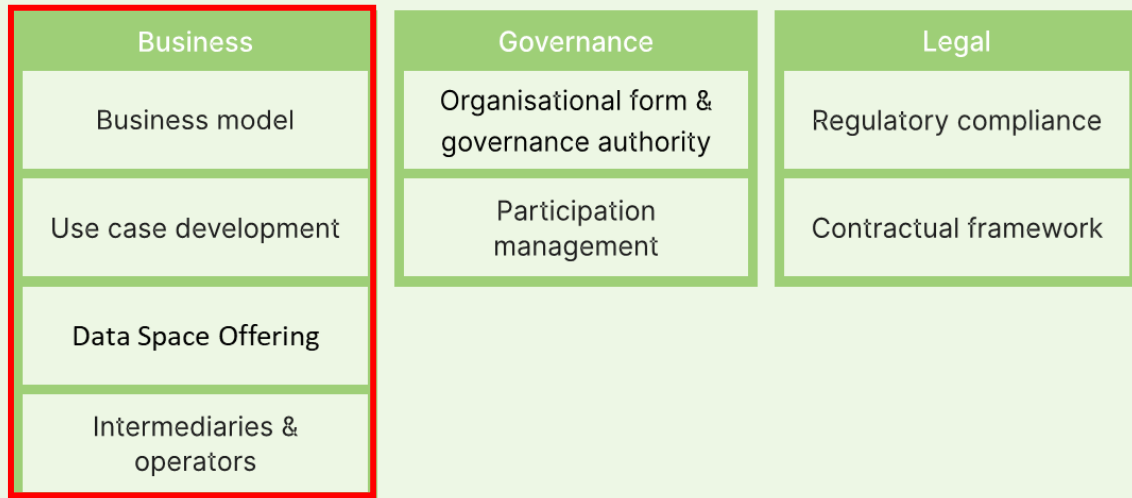 Business
Business model
Use case development
Data Space Offering
Intermediaries &
operators
Governance
Organisational form &
governance authority
Participation
management
Legal
Regulatory compliance
Contractual framework